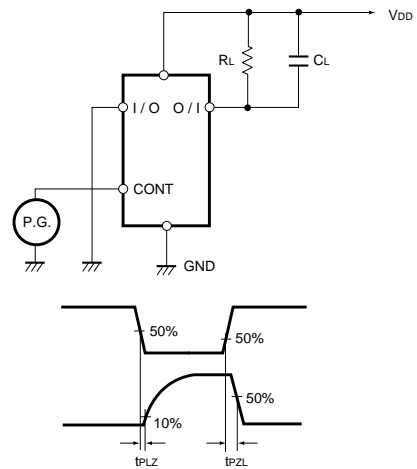 VDD
RL
CL
I / O
O / I
CONT
P.G.
GND
50%
50%
50%
10%
tPLZ
tPZL